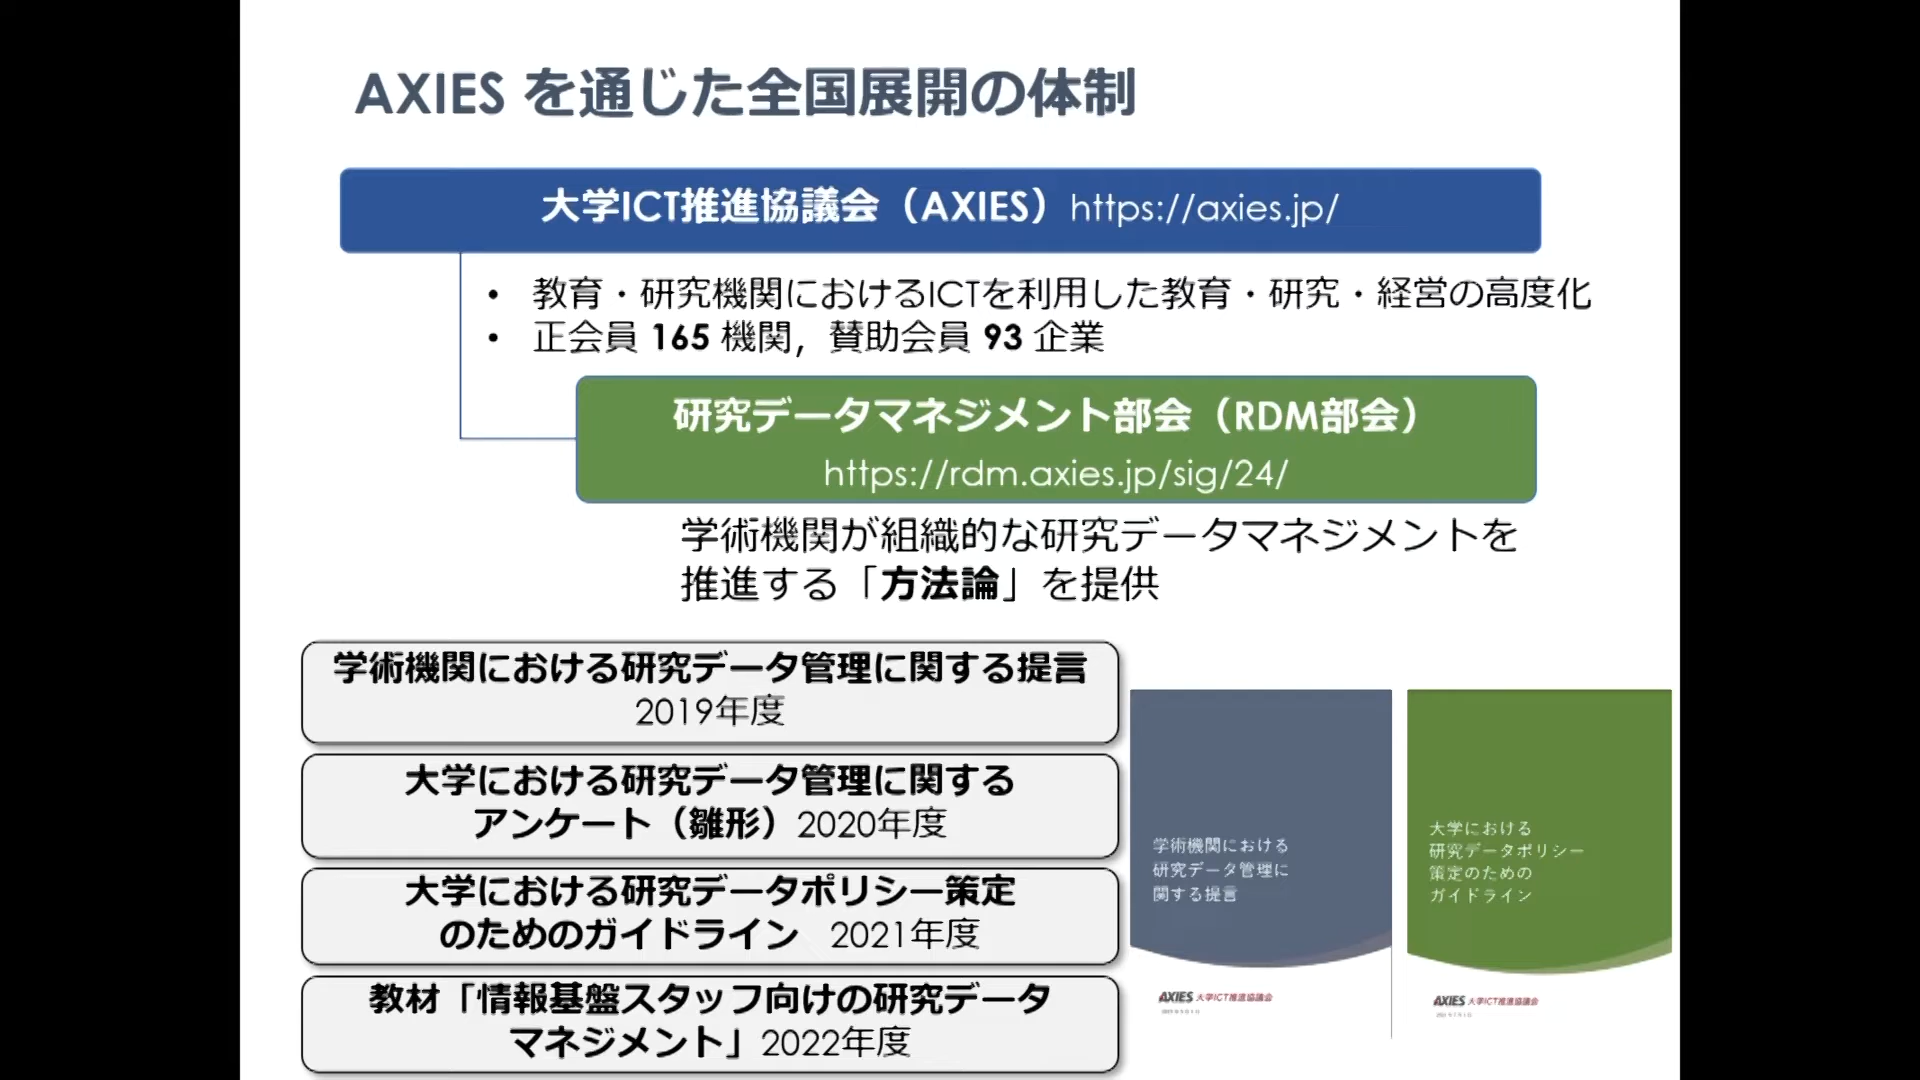 AXIES を通じた全国展開の体制
大学ICT推進協議会（AXIES）https://axies.jp/
• 教育・研究機関におけるICTを利用した教育・研究・経営の高度化
• 正会員 165 機関，賛助会員 93 企業
研究データマネジメント部会（RDM部会）
https://rdm.axies.jp/sig/24/
学術機関が組織的な研究データマネジメントを
推進する「方法論」を提供
学術機関における研究データ管理に関する提言
2019年度
大学における研究データ管理に関する
アンケート（雛形）2020年度
大学における研究データポリシー策定
のためのガイドライン 2021年度
教材「情報基盤スタッフ向けの研究データ
マネジメント」2022年度
学術機関における
研究データ管理に
関する提言
AXIES 大学ICT推進協議会
大学における
研究データポリシー
策定のための
ガイドライン
AXIES 大学ICT推進協議会